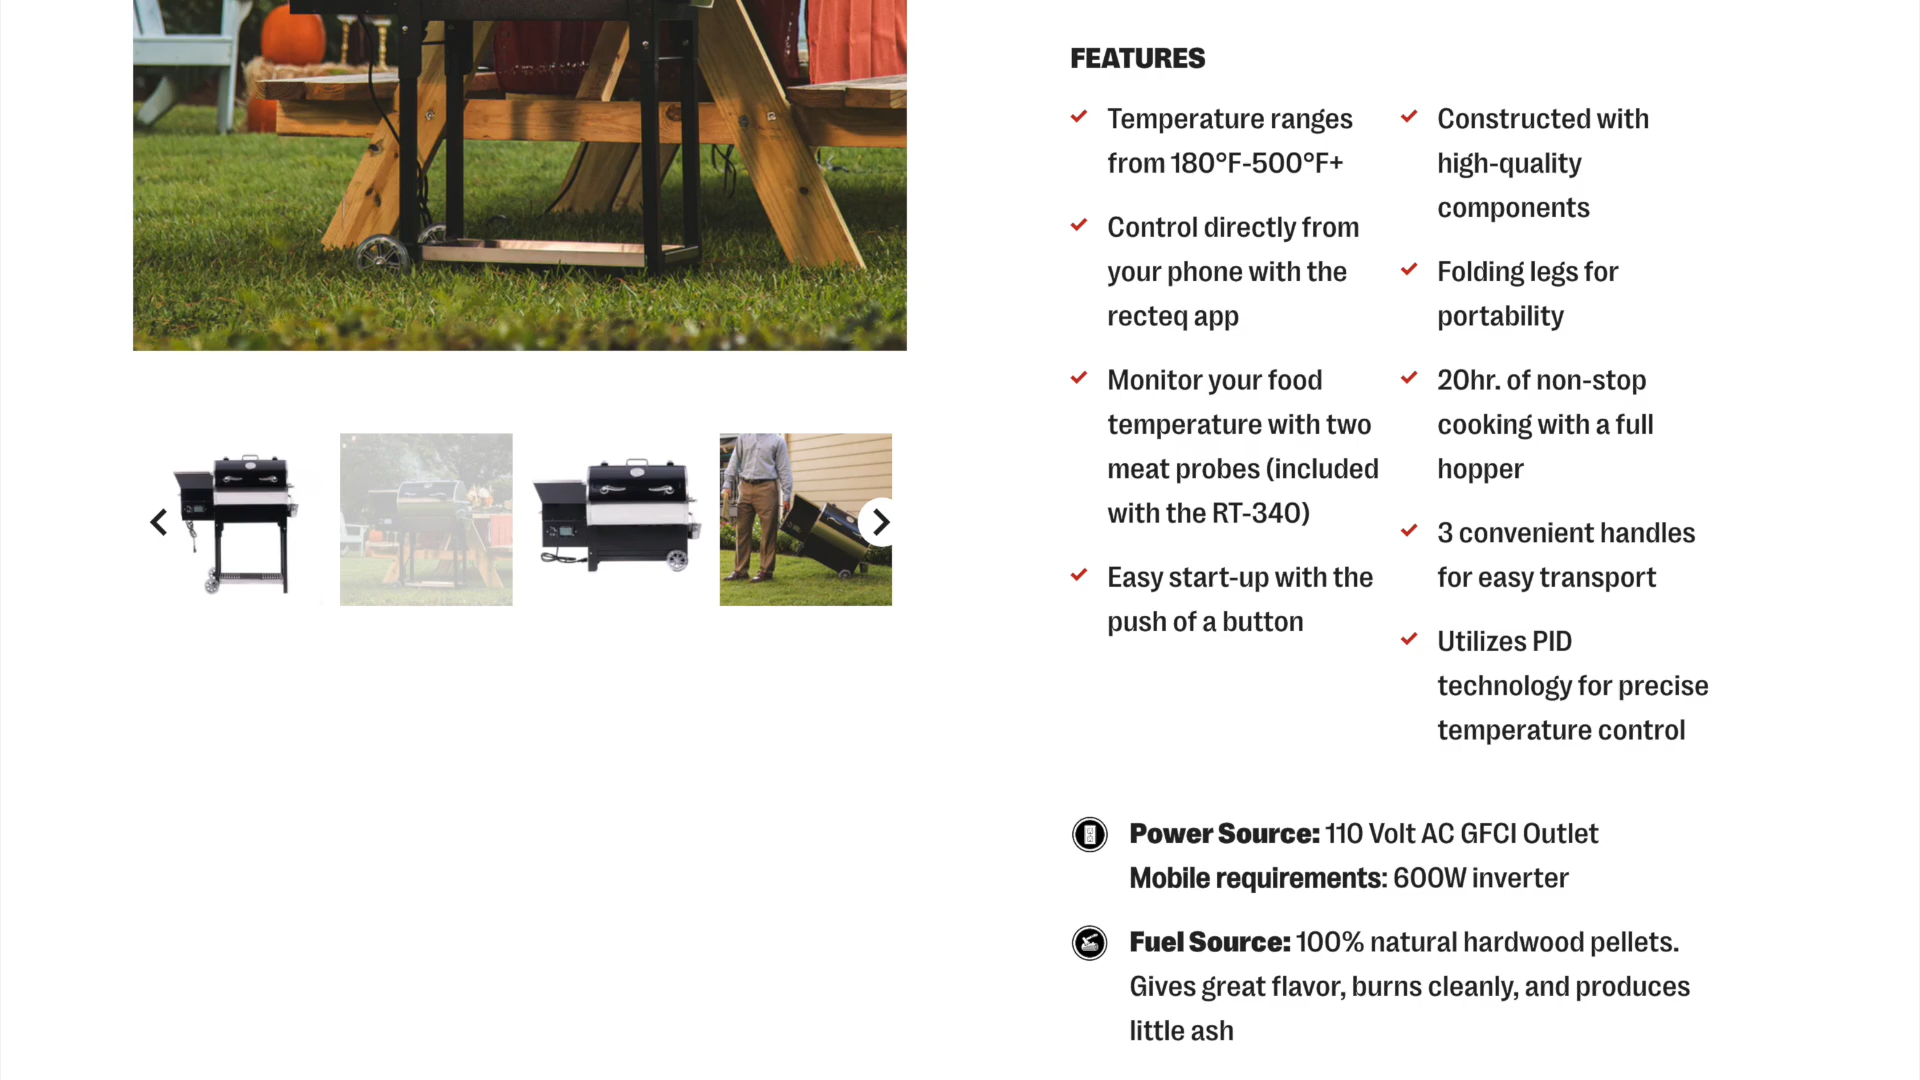 FEATURES
Temperature ranges
from 180°F-500°F+
Control directly from
your phone with the
recteq app
Monitor your food
temperature with two
meat probes (included
with the RT-340)
Easy start-up with the
push of a button
Constructed with
high-quality
components
Folding legs for
portability
20hr. of non-stop
cooking with a full
hopper
3 convenient handles
for easy transport
Utilizes PID
technology for precise
temperature control
Power Source: 110 Volt AC GFCI Outlet
Mobile requirements: 600W inverter
Fuel Source: 100% natural hardwood pellets.
Gives great flavor, burns cleanly, and produces
little ash